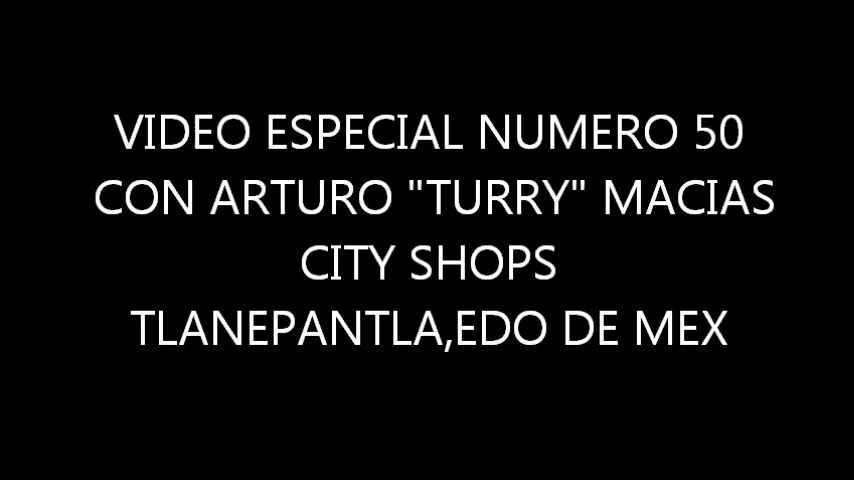 VIDEO ESPECIAL NUMERO 50
CON ARTURO "TURRY" MACIAS
CITY SHOPS
TLANEPANTLA,EDO DE MEX